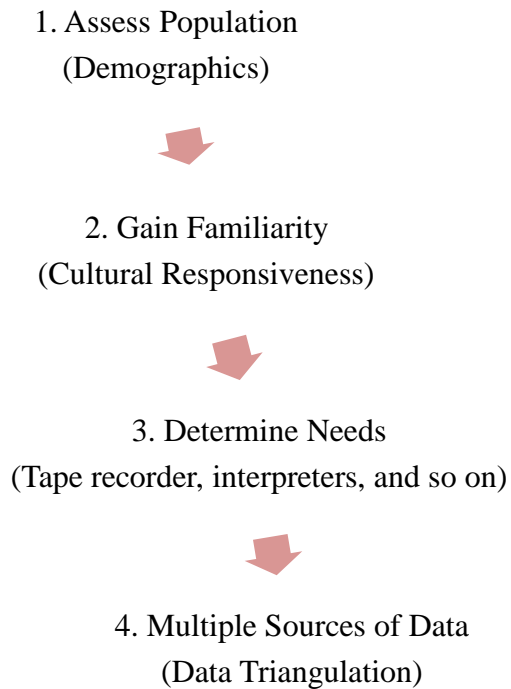 1. Assess Population
(Demographics)
2. Gain Familiarity
(Cultural Responsiveness)
3. Determine Needs
(Tape recorder, interpreters, and so on)
4. Multiple Sources of Data
(Data Triangulation)